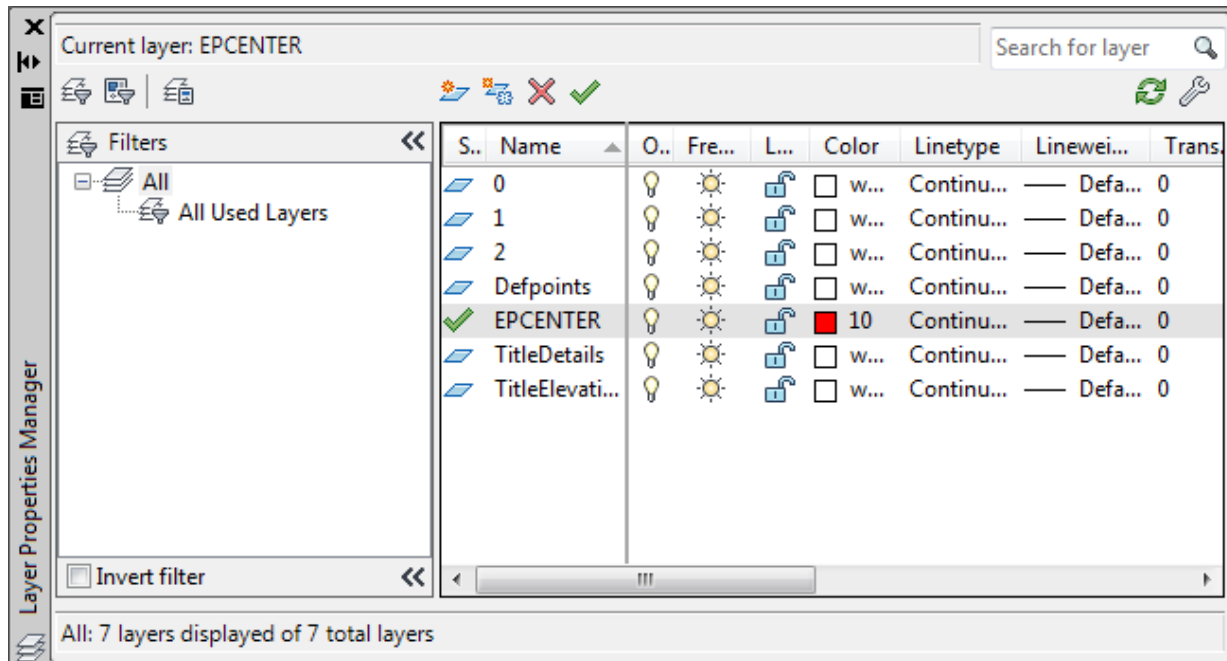 Current layer: EPCENTER
Search for layer
Filters
All
All Used Layers
Invert filter
S.. Name O.. Fre... L... Color Linetype Linewei... Trans.
0 w... Continu... Defa... 0
1 w... Continu... Defa... 0
2 w... Continu... Defa... 0
Defpoints w... Continu... Defa... 0
EPCENTER 10 Continu... Defa... 0
TitleDetails w... Continu... Defa... 0
TitleElevati... w... Continu... Defa... 0
All: 7 layers displayed of 7 total layers
Layer Properties Manager